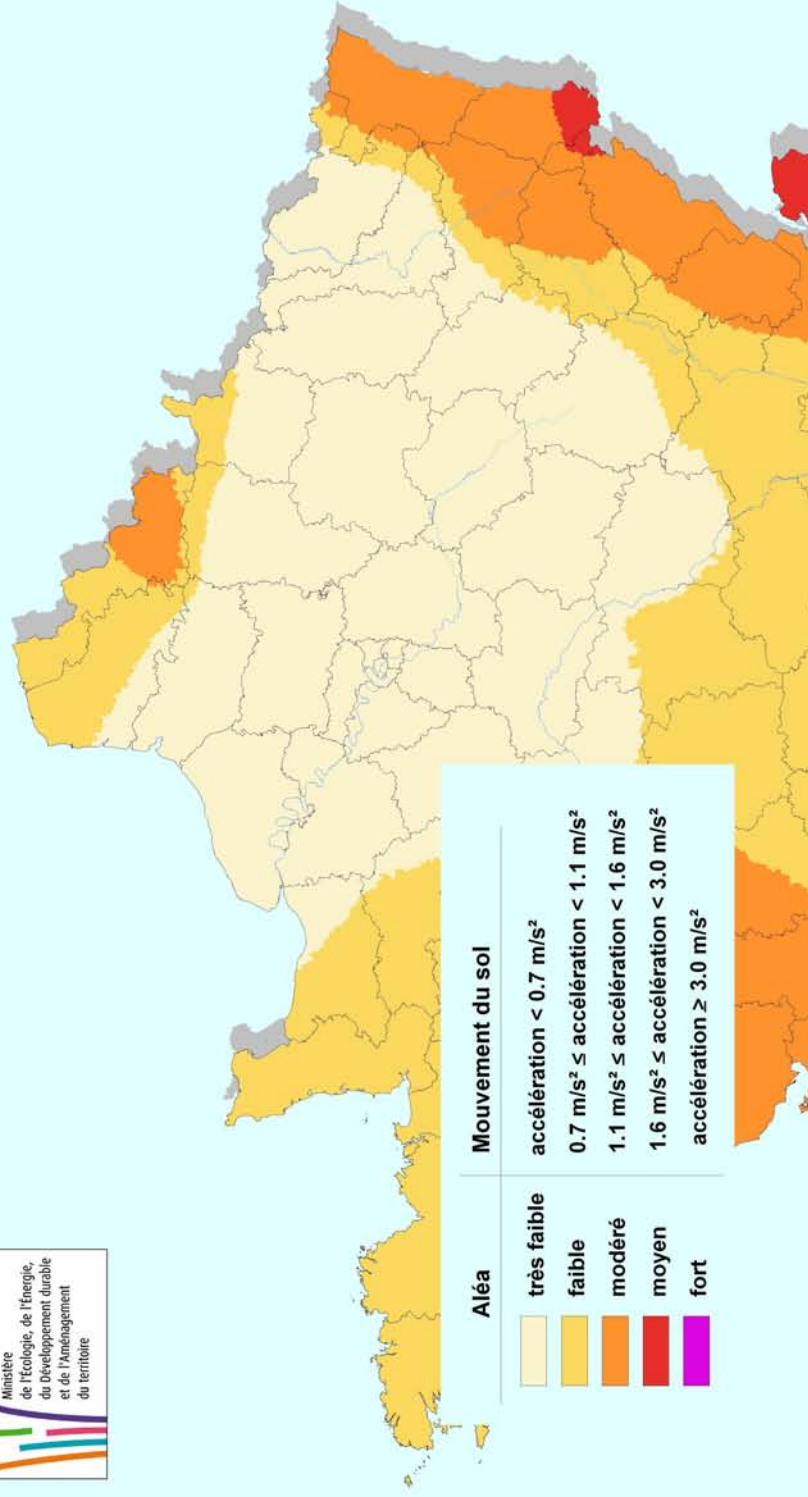 Ministère
de l'Écologie, de l'Énergie,
du Développement durable
et de l'Aménagement
du territoire
Aléa Mouvement du sol
très faible accélération < 0.7 m/s²
faible 0.7 m/s² ≤ accélération < 1.1 m/s²
modéré 1.1 m/s² ≤ accélération < 1.6 m/s²
moyen 1.6 m/s² ≤ accélération < 3.0 m/s²
fort accélération ≥ 3.0 m/s²